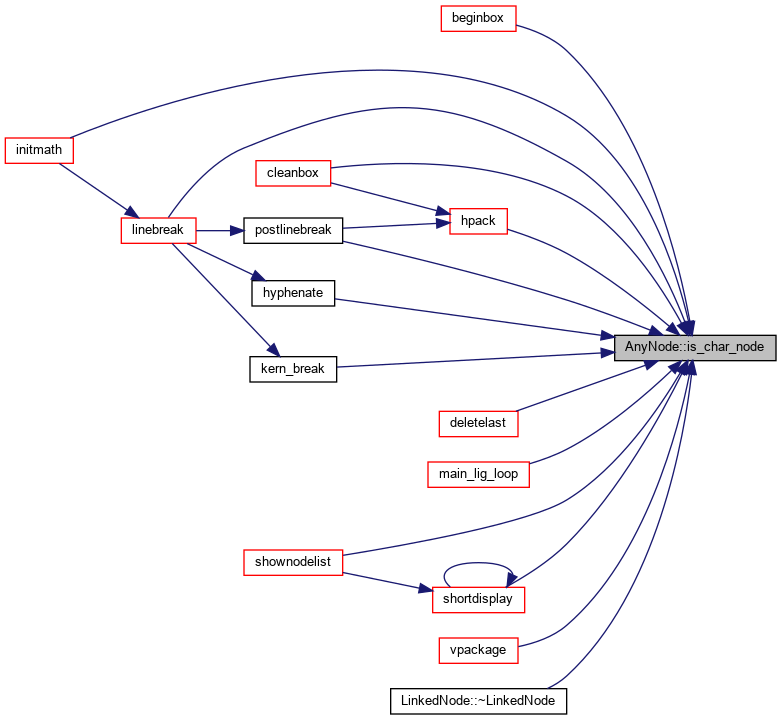 beginbox
initmath
cleanbox
hpack
linebreak
postlinebreak
hyphenate
AnyNode::is_char_node
kern_break
deletelast
main_lig_loop
shownodelist
shortdisplay
vpackage
LinkedNode::~LinkedNode